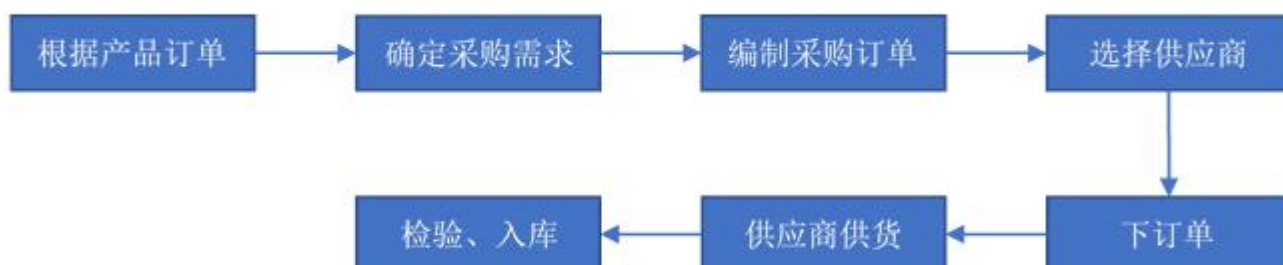 根据产品订单
确定采购需求
编制采购订单
选择供应商
下订单
供应商供货
检验、入库